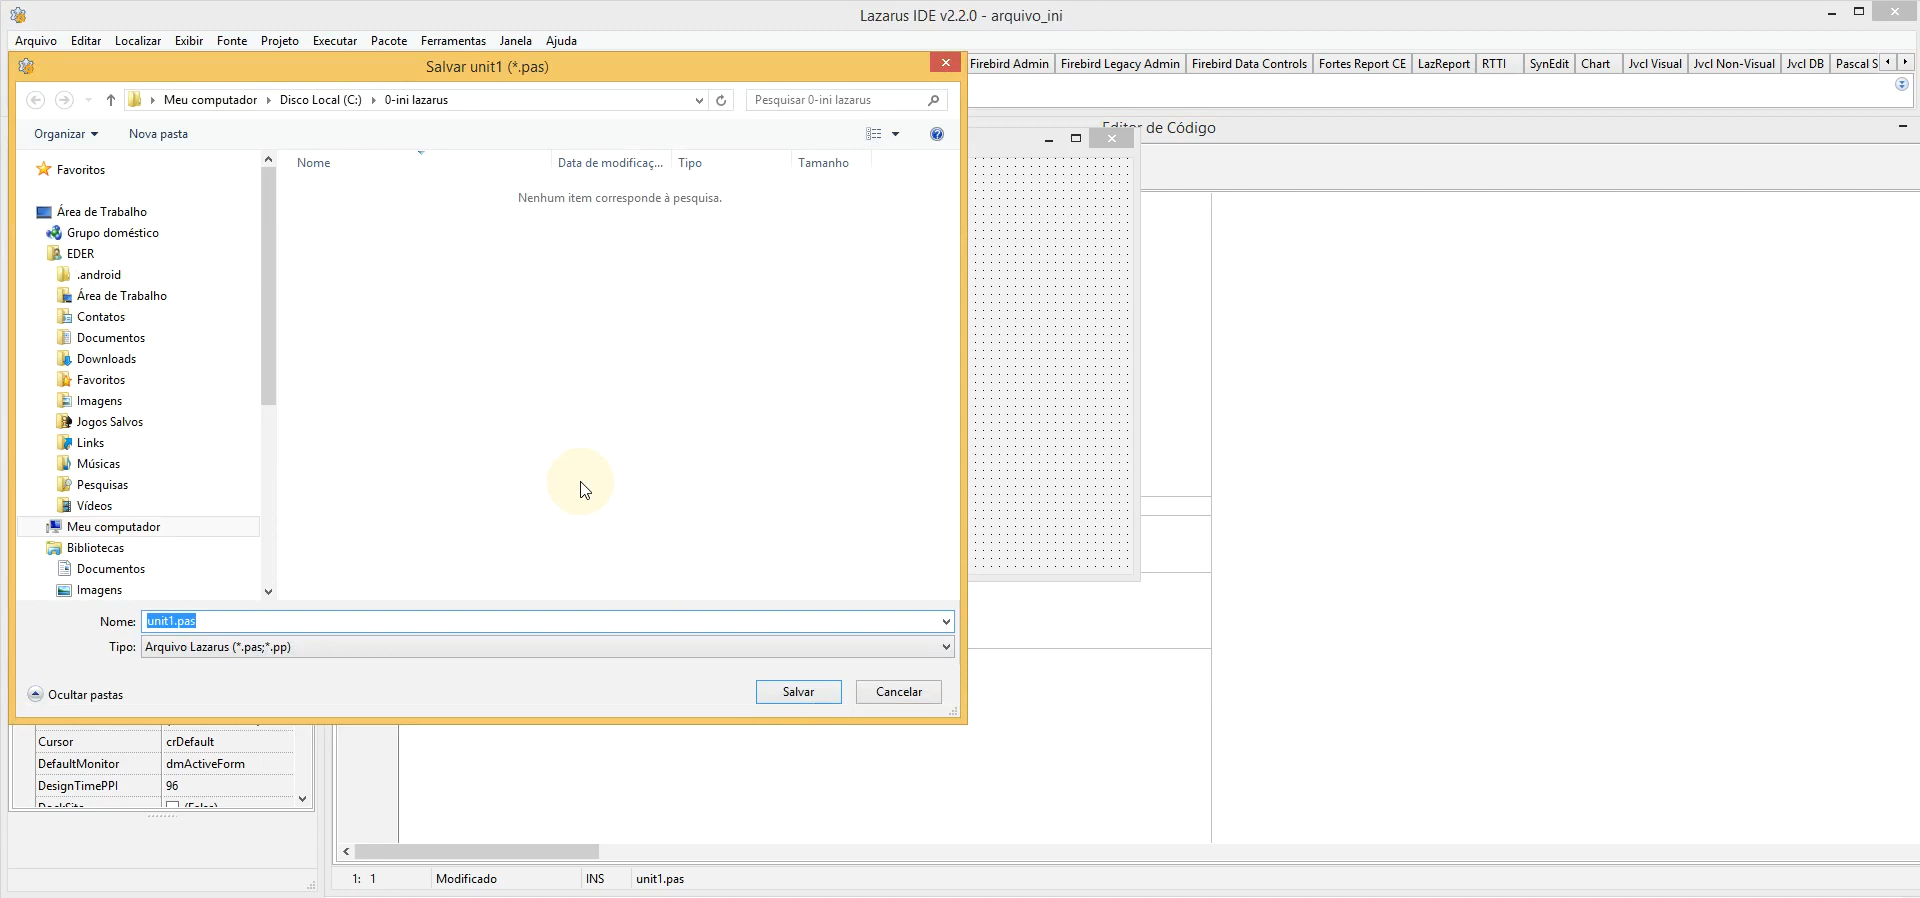 Lazarus IDE v2.2.0 - arquivo_ini
Arquivo Editar Localizar Exibir Fonte Projeto Executar Pacote Ferramentas Janela Ajuda
Salvar unit1 (*.pas)
Firebird Admin Firebird Legacy Admin Firebird Data Controls Fortes Report CE LazReport RTTI SynEdit Chart Jvcl Visual Jvcl Non-Visual Jvcl DB Pascal S
Meu computador Disco Local (C:) 0-ini lazarus
Pesquisar 0-ini lazarus
Organizar Nova pasta
Editor de Código
Nome Data de modificaç... Tipo Tamanho
Nenhum item corresponde à pesquisa.
Favoritos
Área de Trabalho
Grupo doméstico
EDER
.android
Área de Trabalho
Contatos
Documentos
Downloads
Favoritos
Imagens
Jogos Salvos
Links
Músicas
Pesquisas
Vídeos
Meu computador
Bibliotecas
Documentos
Imagens
Nome: unit1.pas
Tipo: Arquivo Lazarus (*.pas;*.pp)
Ocultar pastas
Salvar Cancelar
Cursor crDefault
DefaultMonitor dmActiveForm
DesignTimePPI 96
DockSite (False)
1: 1 Modificado INS unit1.pas